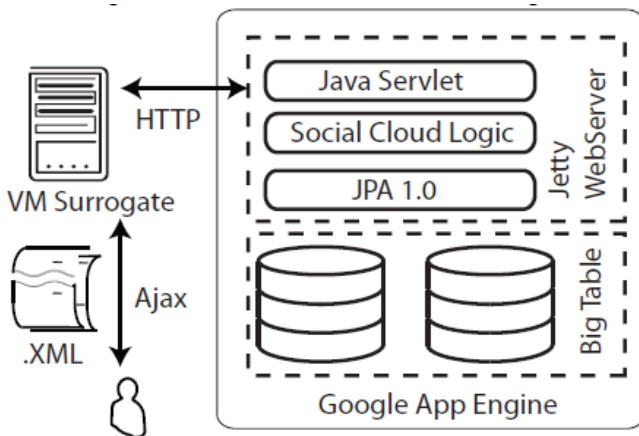 Java Servlet
HTTP
Social Cloud Logic
Jetty
WebServer
JPA 1.0
VM Surrogate
Ajax
.XML
Big Table
Google App Engine